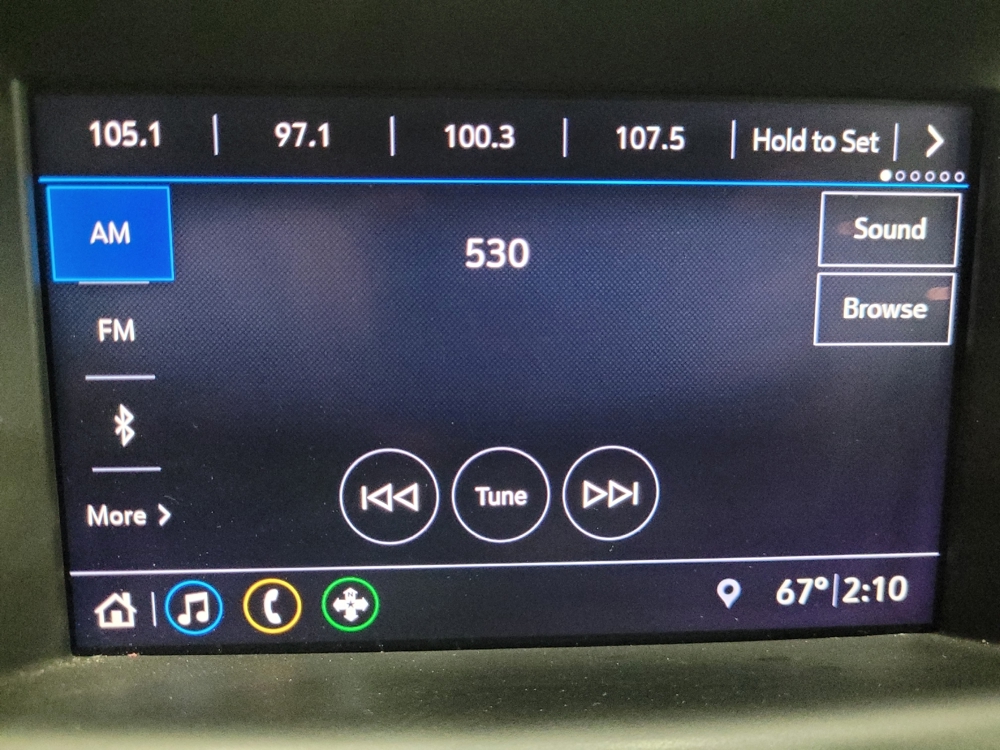 105.1 | 97.1 | 100.3 | 107.5 | Hold to Set |
AM
530
Sound
FM
Browse
More
Tune
67° | 2:10